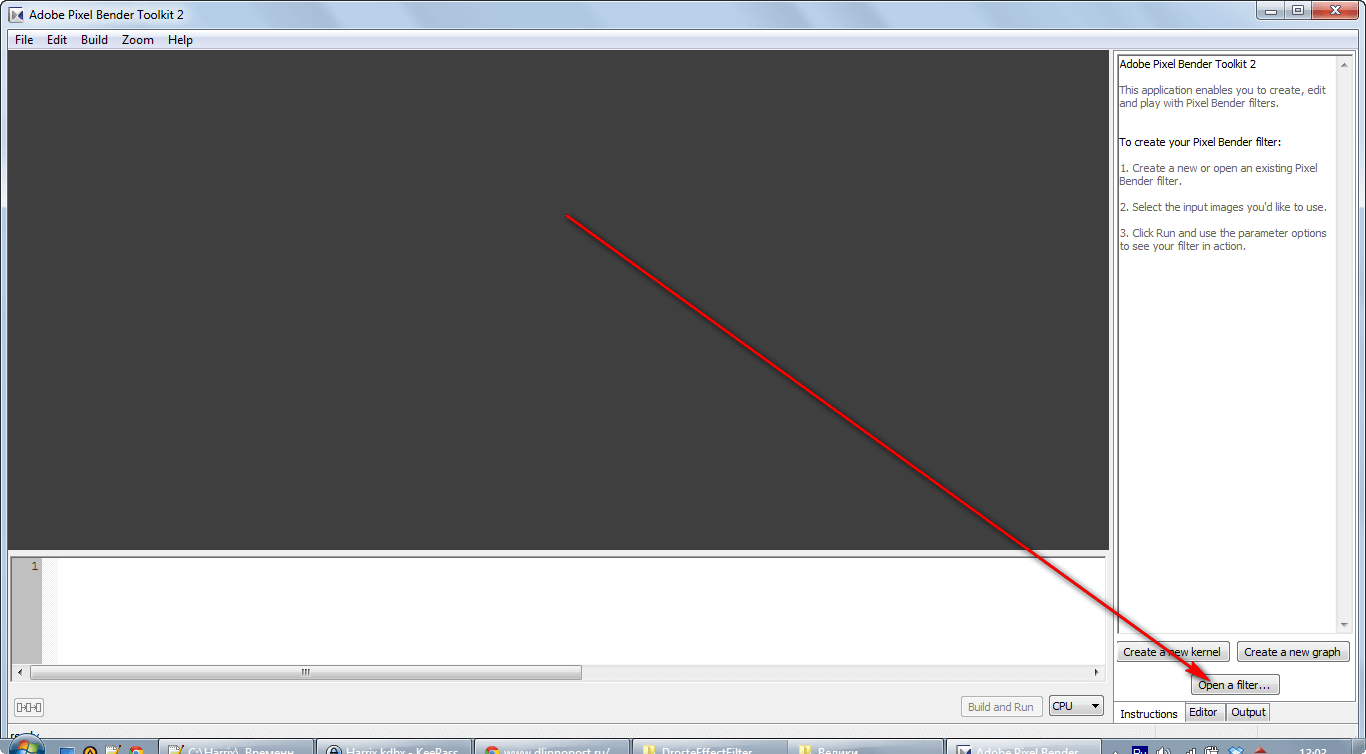 Adobe Pixel Bender Toolkit 2
File Edit Build Zoom Help
Adobe Pixel Bender Toolkit 2
This application enables you to create, edit
and play with Pixel Bender filters.
To create your Pixel Bender filter:
1. Create a new or open an existing Pixel
Bender filter.
2. Select the input images you'd like to use.
3. Click Run and use the parameter options
to see your filter in action.
1
Create a new kernel Create a new graph
Open a filter...
Build and Run CPU
Instructions Editor Output
ready
C:\Harrix\_Временн... Harrix.kdbx - KeePass... www.dlinnopost.ru/... DrosteEffectFilter Велики Adobe Pixel Bender ... Ru 12:02